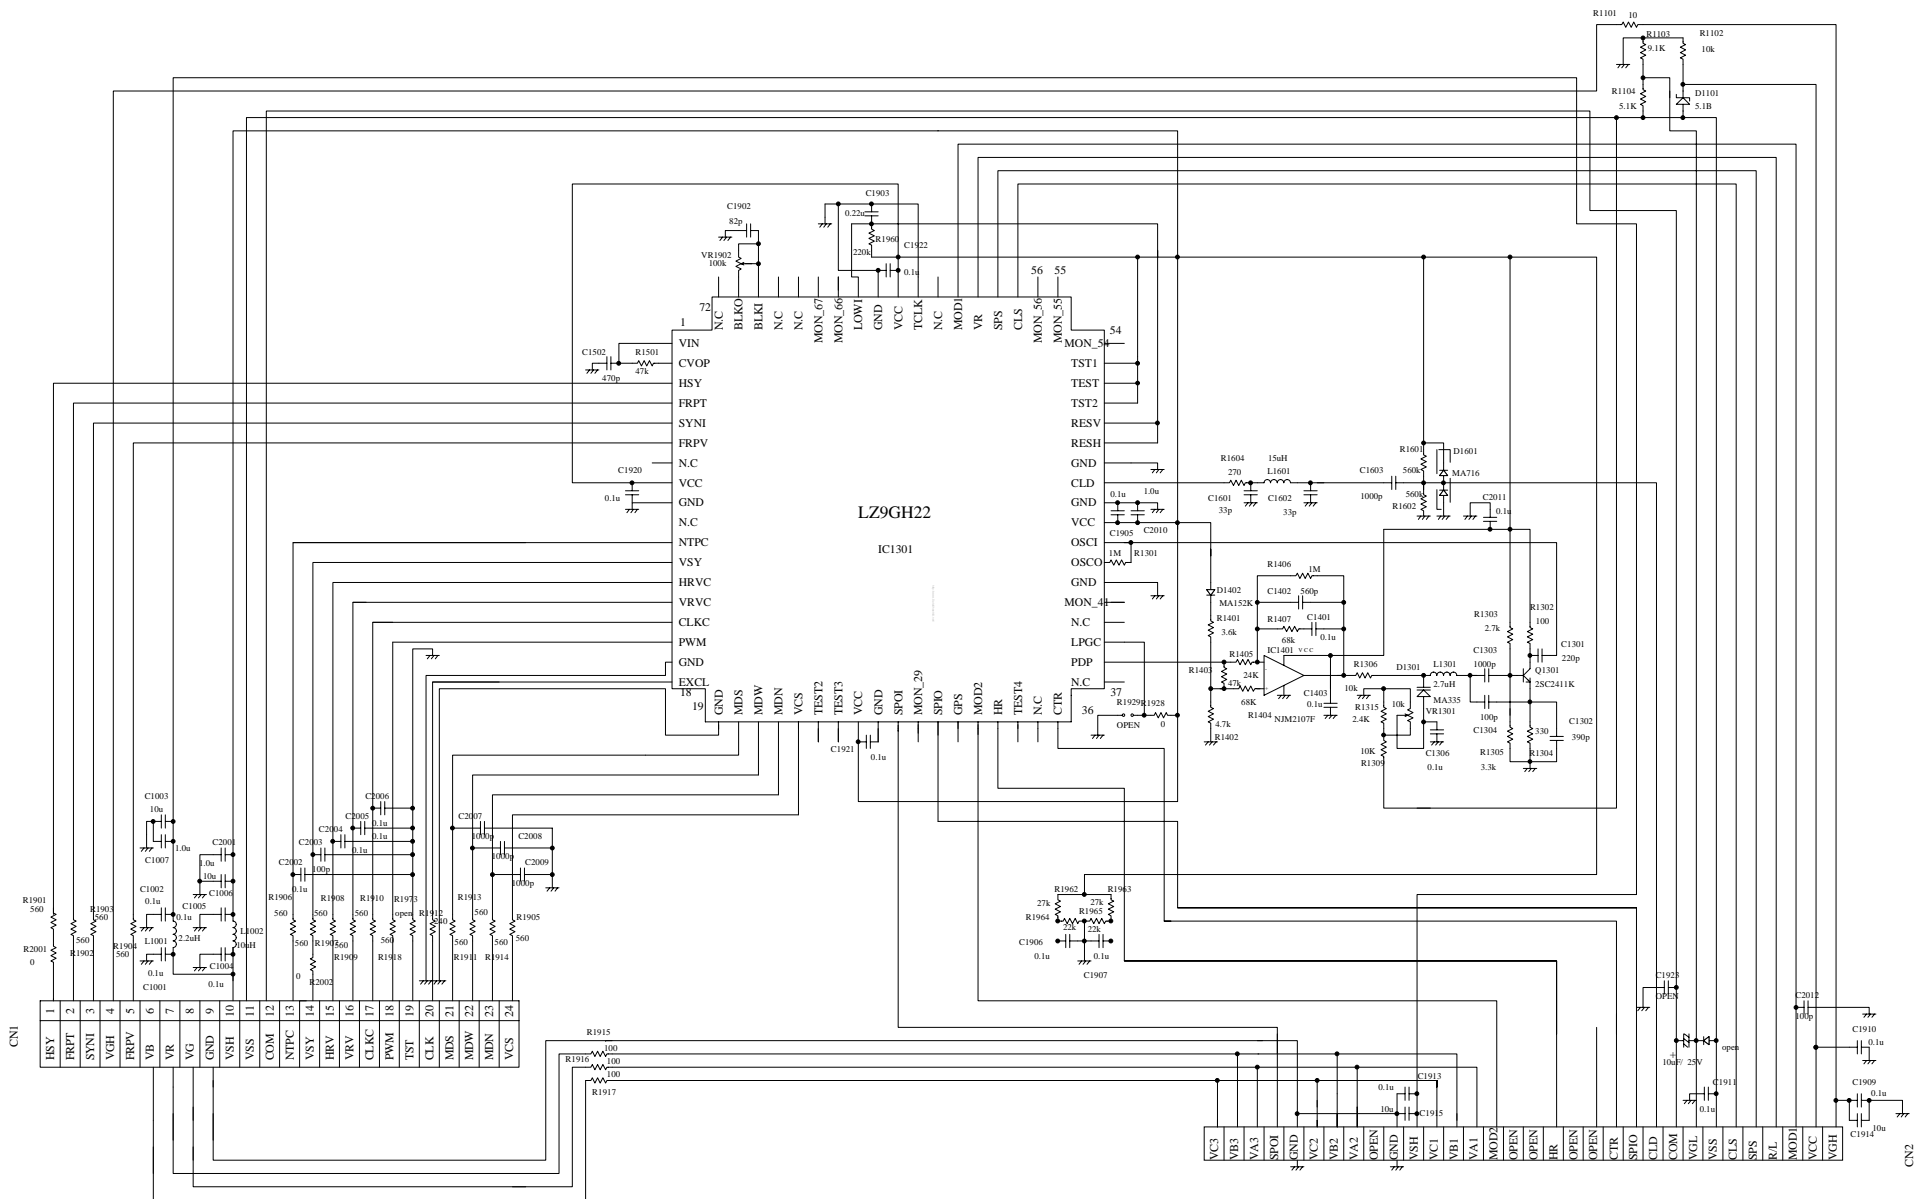 R1101 10
R1103
9.1K
R1102
10k
R1104
5.1K
D1101
5.1B
C1902
82p
VR1902
100k
C1903
0.22u
R1960
220k
C1922
0.1u
72
N.C
BLKO
BLKI
N.C
N.C
MON_67
MON_66
LOWI
GND
VCC
TCLK
N.C
MOD1
VR
SPS
CLS
MON_56
MON_55
56 55
1
VIN
CVOP
HSY
FRPT
SYNI
FRPV
N.C
VCC
GND
N.C
NTPC
VSY
HRVC
VRVC
CLKC
PWM
GND
EXCL
18
C1502
470p
R1501
47k
C1920
0.1u
LZ9GH22
IC1301
54
MON_54
TST1
TEST
TST2
RESV
RESH
GND
CLD
GND
VCC
OSCI
OSCO
GND
MON_41
N.C
LPGC
PDP
N.C
37
19
GND
MDS
MDW
MDN
VCS
TEST2
TEST3
VCC
GND
SPOI
MON_29
SPIO
GPS
MOD2
HR
TEST4
N.C
CTR
36
C1921
0.1u
R1604
270
15uH
L1601
C1601
33p
C1602
33p
C1603
1000p
R1601
560k
560k
R1602
D1601
MA716
C2011
0.1u
0.1u
1.0u
C1905
C2010
1M
R1301
D1402
MA152K
R1401
3.6k
R1406
1M
C1402
560p
R1407
68k
C1401
0.1u
IC1401 VCC
R1405
24K
R1403
47k
68K
R1404
NJM2107F
C1403
0.1u
4.7k
R1402
R1929
OPEN
R1928
0
R1306
10k
D1301
MA335
L1301
2.7uH
R1315
2.4K
10k
VR1301
10K
R1309
C1306
0.1u
R1303
2.7k
R1302
100
C1303
1000p
C1301
220p
Q1301
2SC2411K
100p
C1304
R1305
3.3k
330
R1304
C1302
390p
C1003
10u
C1007
1.0u
C1002
0.1u
L1001
2.2uH
0.1u
C1001
C2001
1.0u
10u
C1006
C1005
0.1u
L1002
10uH
C1004
0.1u
C2006
0.1u
C2005
0.1u
C2004
0.1u
C2003
100p
C2002
0.1u
C2007
1000p
C2008
1000p
C2009
1000p
R1901
560
R2001
0
560
R1902
R1903
560
R1904
560
R1906
560
560
R1907
560
0
R2002
R1908
560
560
R1909
R1910
560
560
R1918
R1973
open
R1912
240
R1913
560
560
R1911
560
R1914
R1905
560
CN1
1 2 3 4 5 6 7 8 9 10 11 12 13 14 15 16 17 18 19 20 21 22 23 24
HSY
FRPT
SYNI
VGH
FRPV
VB
VR
VG
GND
VSH
VSS
COM
NTPC
VSY
HRV
VRV
CLKC
PWM
TST
CLK
MDS
MDW
MDN
VCS
R1915
100
R1916
100
100
R1917
R1962
27k
R1963
27k
R1964
22k
R1965
22k
C1906
0.1u
0.1u
C1907
C1913
0.1u
10u
C1915
C1923
OPEN
C2012
100p
C1910
0.1u
+
10uF/ 25V
open
C1911
0.1u
C1909
0.1u
C1914
10u
VC3
VB3
VA3
SPOI
GND
VC2
VB2
VA2
OPEN
GND
VSH
VC1
VB1
VA1
MOD2
OPEN
OPEN
HR
OPEN
OPEN
CTR
SPIO
CLD
COM
VGL
VSS
CLS
SPS
R/L
MOD1
VCC
VGH
CN2